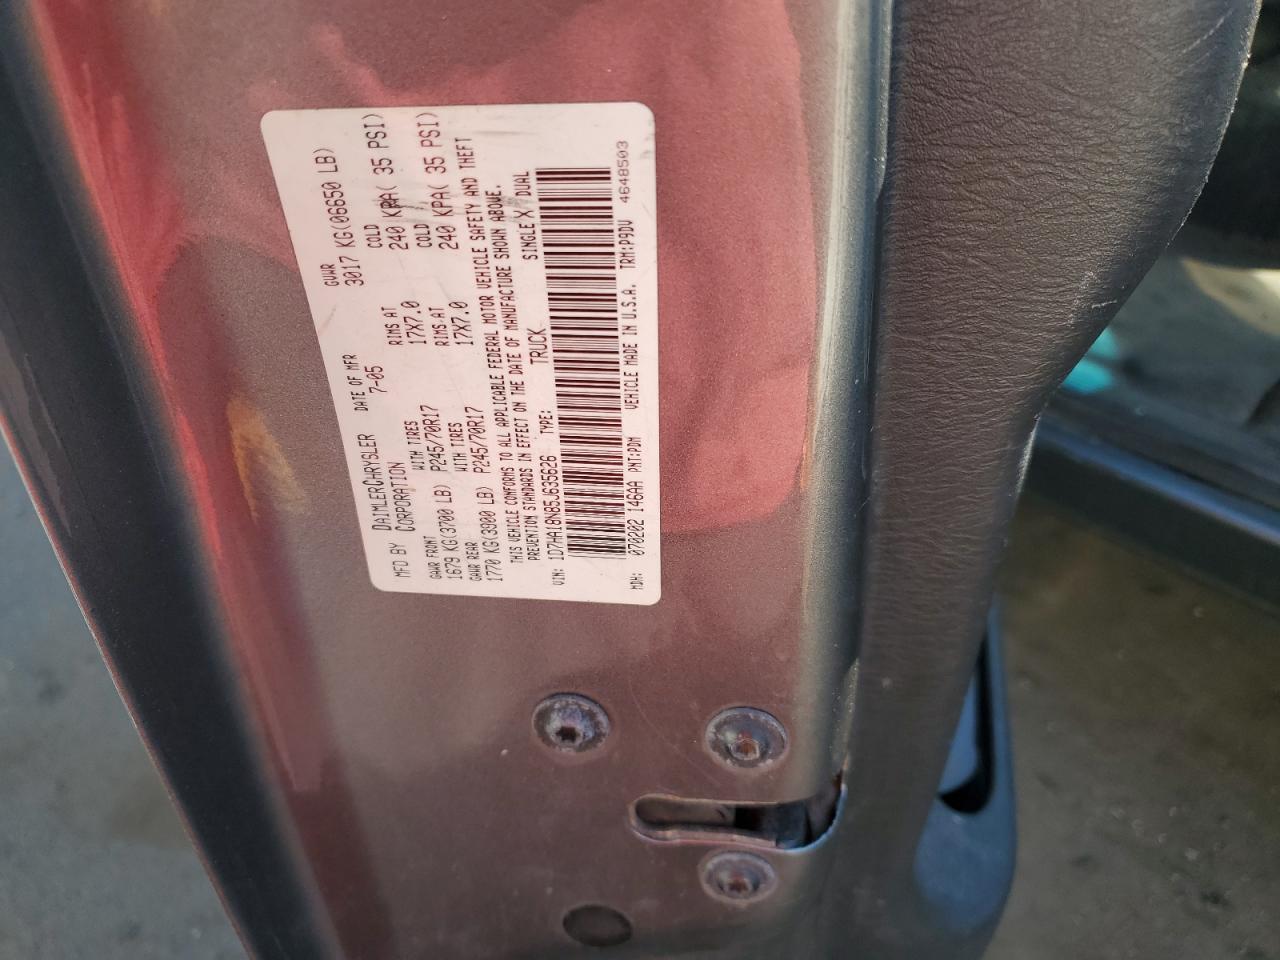 MFD BY DAIMLERCHRYSLER CORPORATION DATE OF MFR 7-05 GVWR 3017 KG(06650 LB)
GAWR FRONT WITH TIRES RIMS AT COLD
1679 KG(3700 LB) P245/70R17 17X7.0 240 KPA( 35 PSI)
GAWR REAR WITH TIRES RIMS AT COLD
1770 KG(3900 LB) P245/70R17 17X7.0 240 KPA( 35 PSI)
THIS VEHICLE CONFORMS TO ALL APPLICABLE FEDERAL MOTOR VEHICLE SAFETY AND THEFT
PREVENTION STANDARDS IN EFFECT ON THE DATE OF MANUFACTURE SHOWN ABOVE.
VIN: 1D7HA18N85J635626 TYPE: TRUCK SINGLE X DUAL
MDH: 070202 146AA PNT:PDM VEHICLE MADE IN U.S.A. TRM:P9DV 4648503